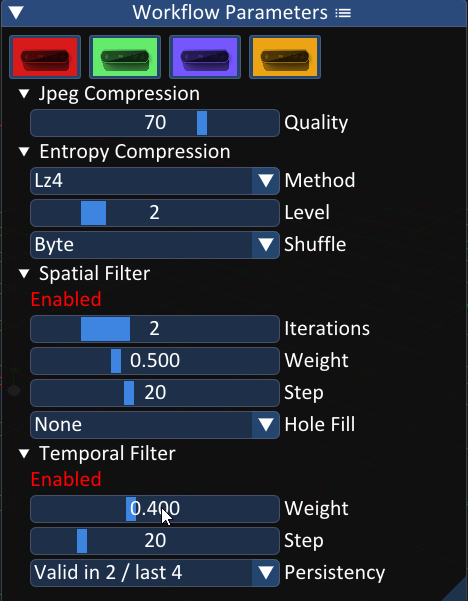 Workflow Parameters
Jpeg Compression
70 Quality
Entropy Compression
Lz4 Method
2 Level
Byte Shuffle
Spatial Filter
Enabled
2 Iterations
0.500 Weight
20 Step
None Hole Fill
Temporal Filter
Enabled
0.400 Weight
20 Step
Valid in 2 / last 4 Persistency